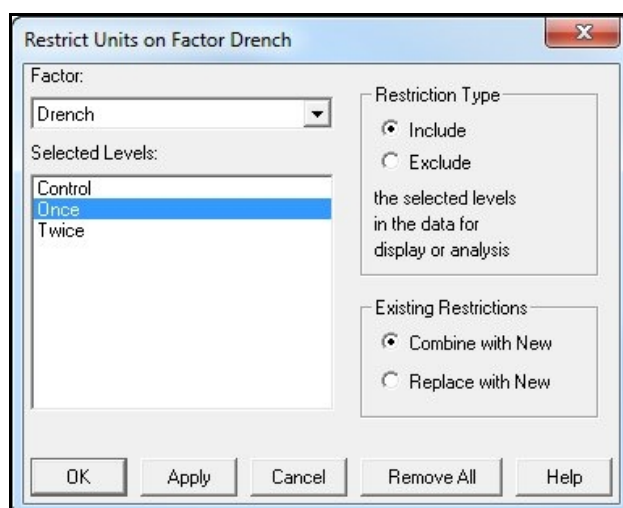 Restrict Units on Factor Drench
Factor:
Drench
Selected Levels:
Control
Once
Twice
Restriction Type
Include
Exclude
the selected levels
in the data for
display or analysis
Existing Restrictions
Combine with New
Replace with New
OK
Apply
Cancel
Remove All
Help